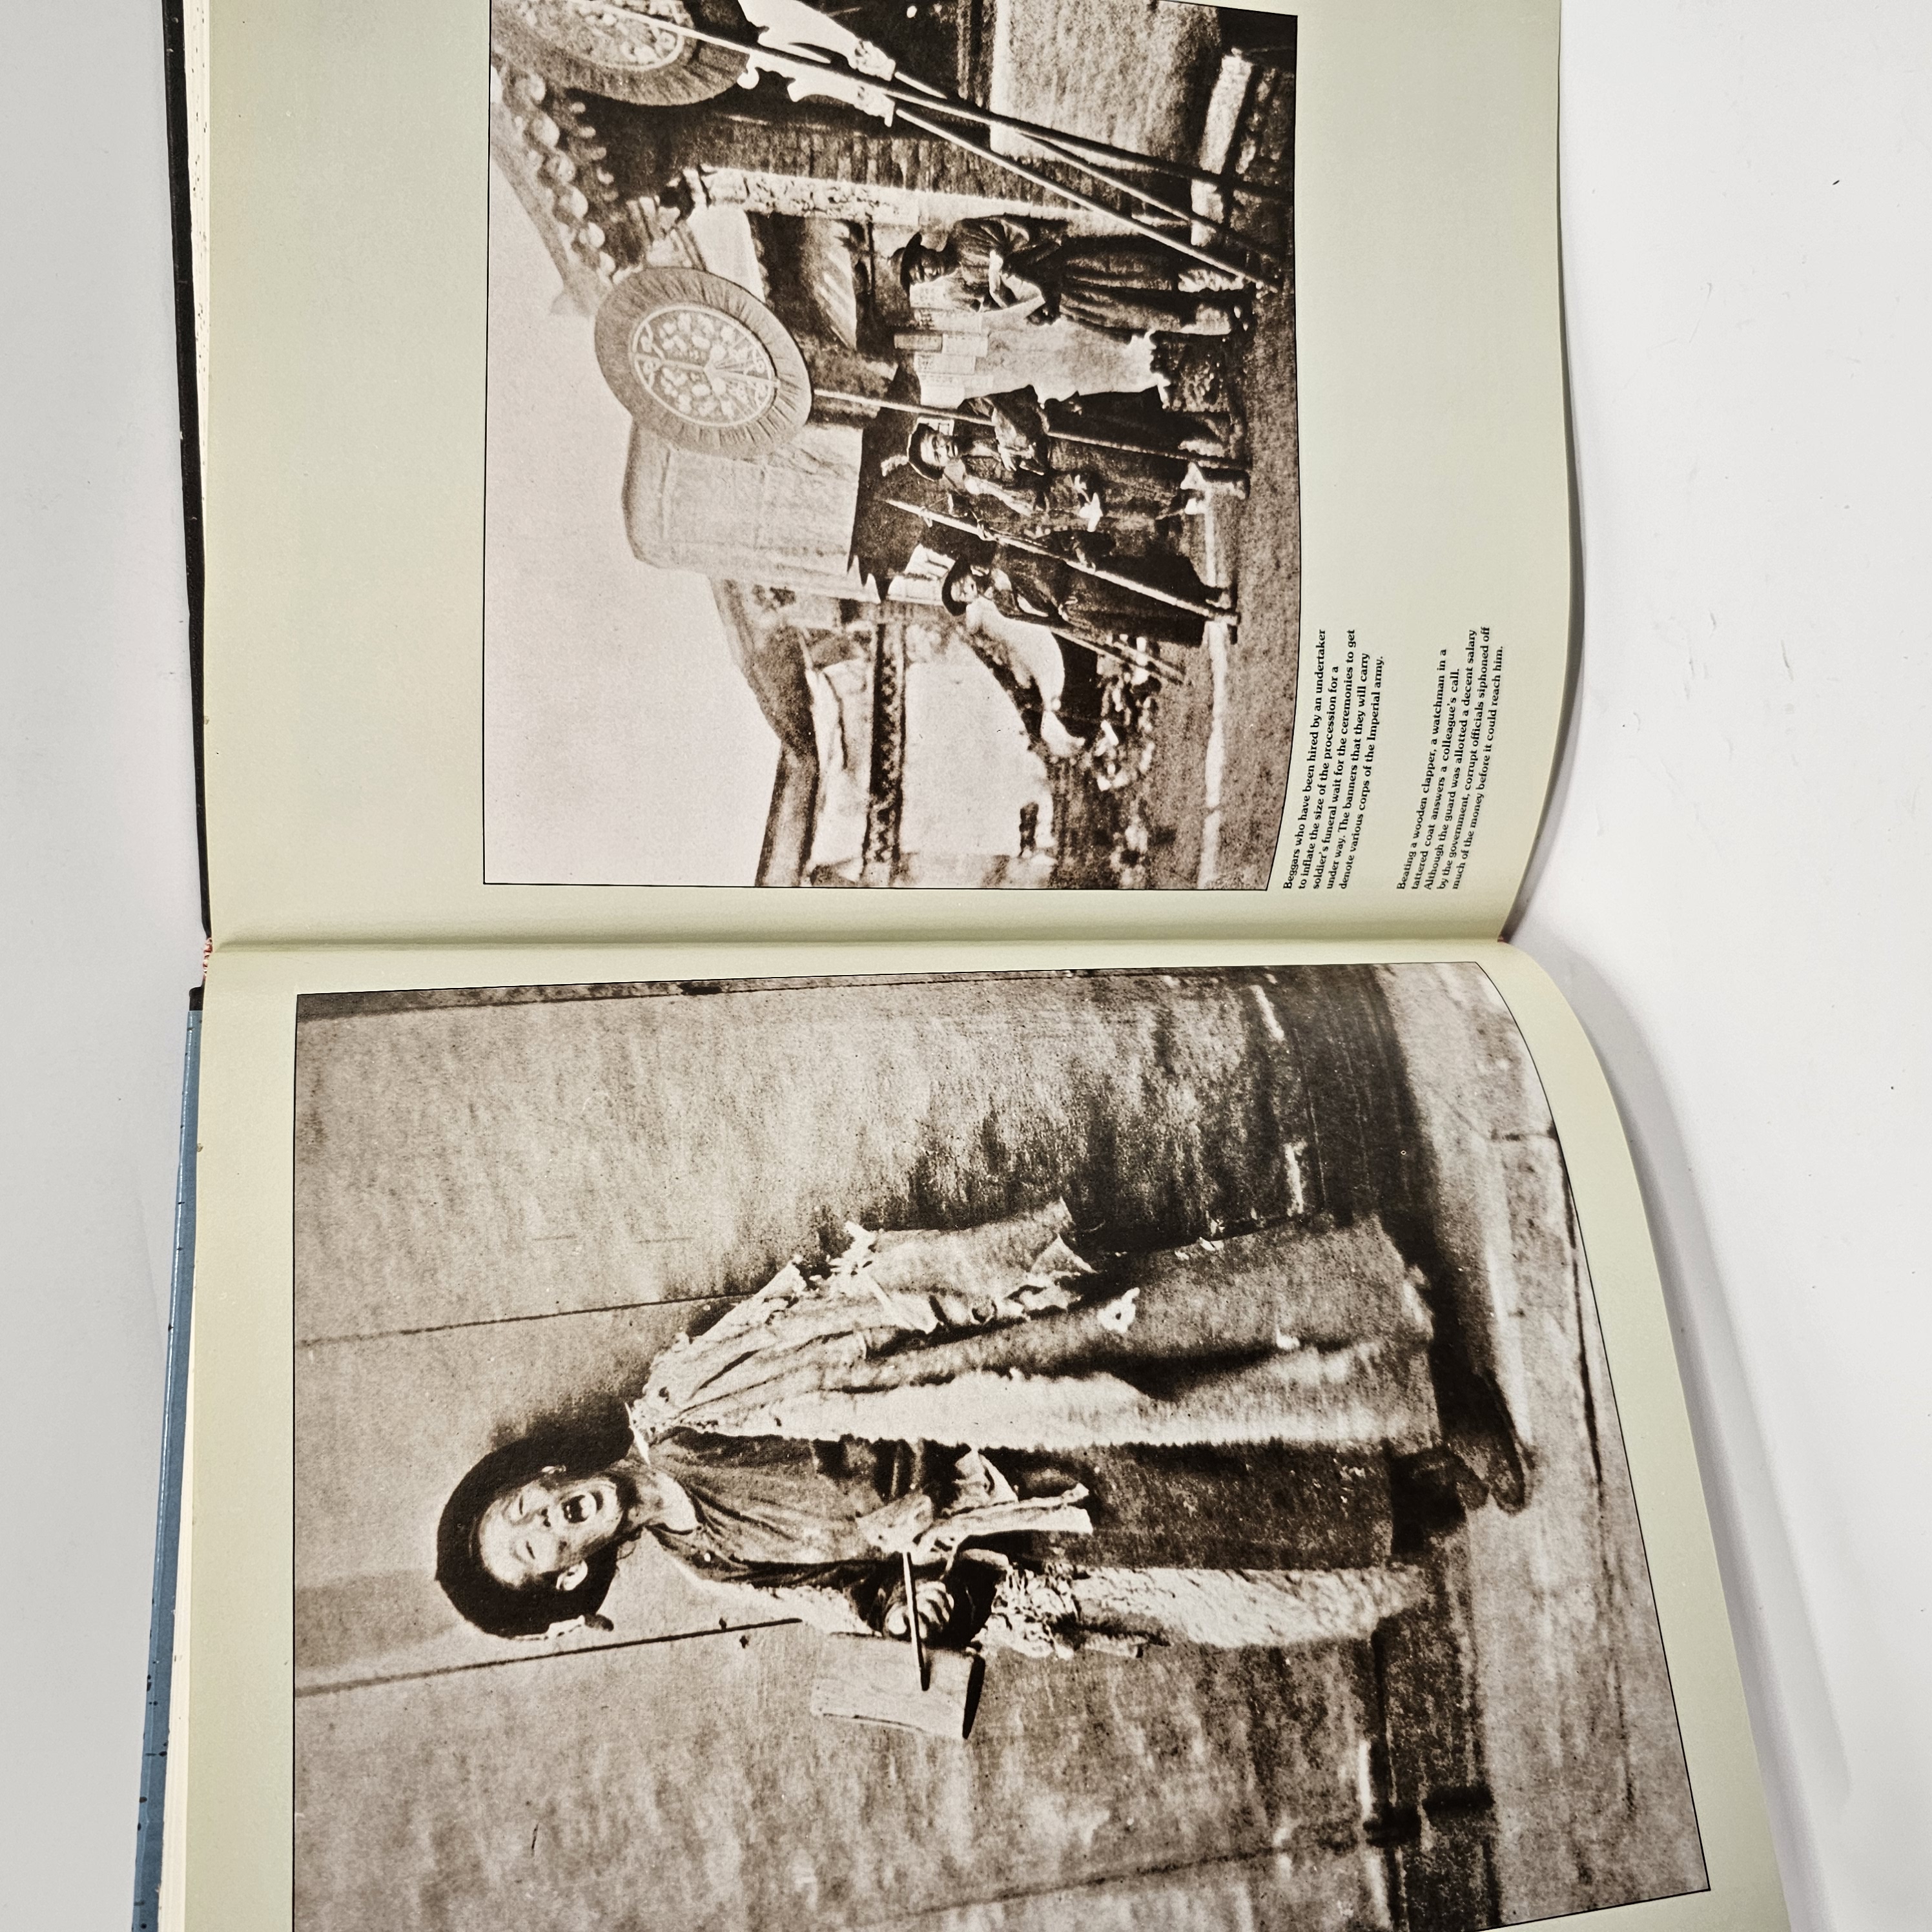 Beggars who have been hired by an undertaker
to inflate the size of the procession for a
soldier's funeral wait for the ceremonies to get
under way. The banners that they will carry
denote various corps of the Imperial army.
Beating a wooden clapper, a watchman in a
tattered coat answers a colleague's call.
Although the guard was allotted a decent salary
by the government, corrupt officials siphoned off
much of the money before it could reach him.